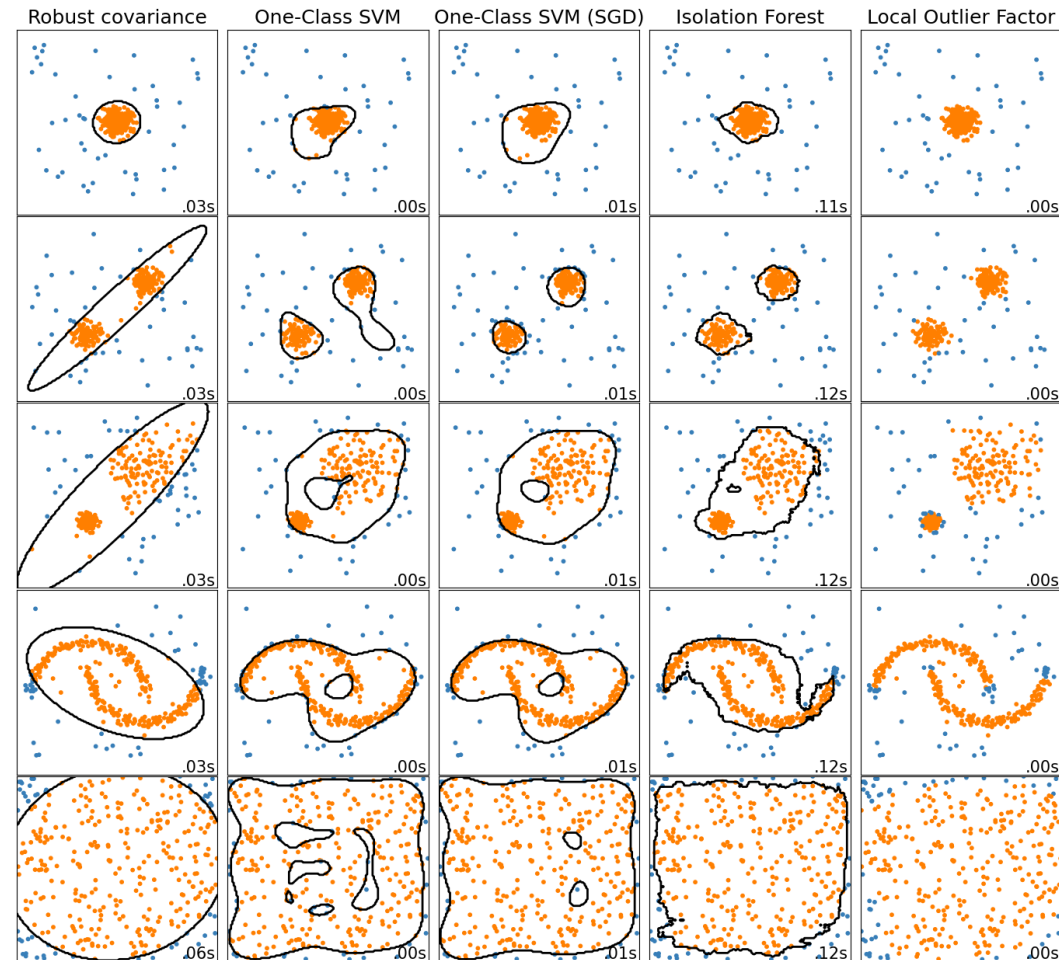 Robust covariance One-Class SVM One-Class SVM (SGD) Isolation Forest Local Outlier Factor
.03s .00s .01s .11s .00s
.03s .00s .01s .12s .00s
.03s .00s .01s .12s .00s
.03s .00s .01s .12s .00s
.06s .00s .01s .12s .00s